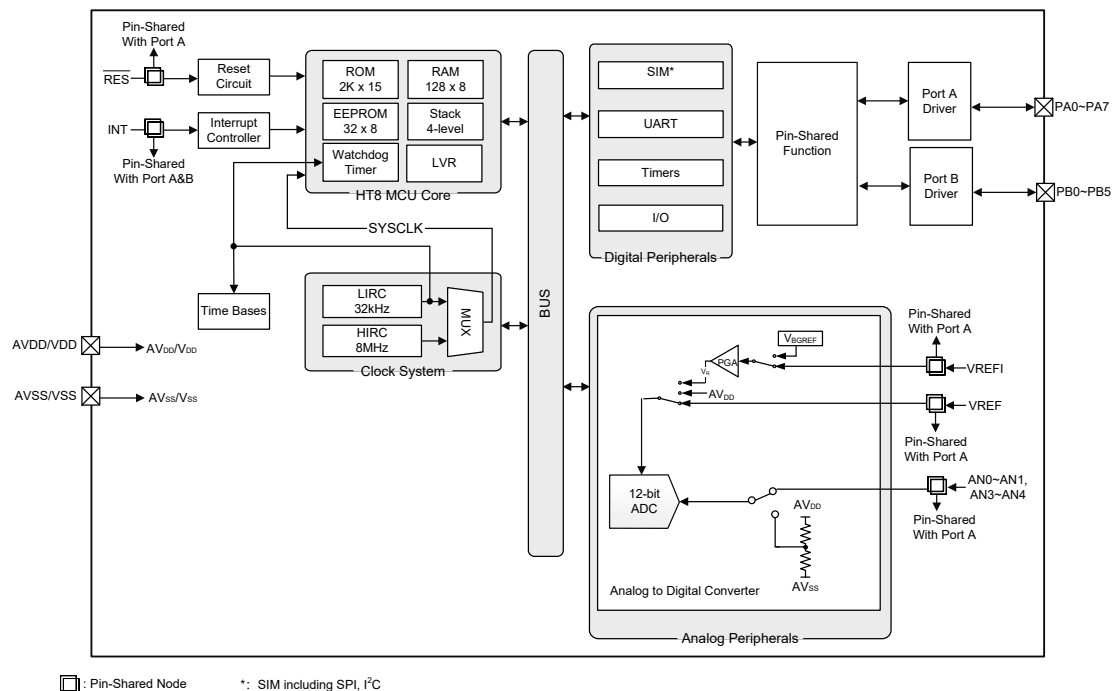 Pin-Shared
With Port A
RES
Reset
Circuit
INT
Interrupt
Controller
Pin-Shared
With Port A&B
ROM
2K x 15
RAM
128 x 8
EEPROM
32 x 8
Stack
4-level
Watchdog
Timer
LVR
HT8 MCU Core
SYSCLK
Time Bases
LIRC
32kHz
HIRC
8MHz
MUX
Clock System
AVDD/VDD
AVDD/VDD
AVSS/VSS
AVSS/VSS
BUS
SIM*
UART
Timers
I/O
Digital Peripherals
Pin-Shared
Function
Port A
Driver
Port B
Driver
PA0~PA7
PB0~PB5
VBGREF
PGA
VR
AVDD
Pin-Shared
With Port A
VREFI
VREF
Pin-Shared
With Port A
12-bit
ADC
AN0~AN1,
AN3~AN4
Pin-Shared
With Port A
AVDD
AVSS
Analog to Digital Converter
Analog Peripherals
: Pin-Shared Node
*: SIM including SPI, I²C